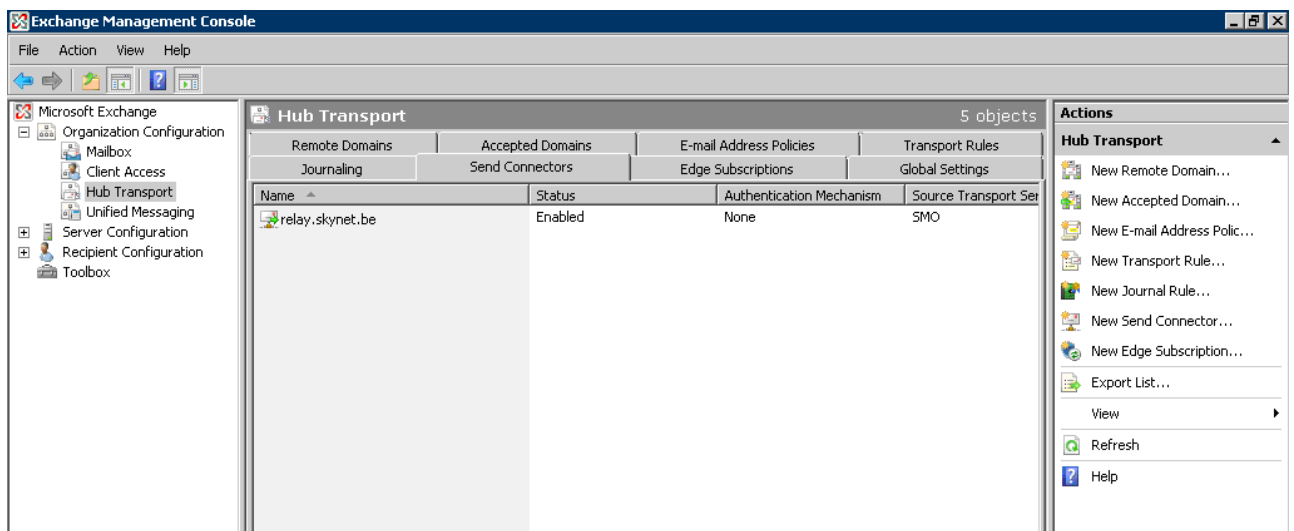 Exchange Management Console
File Action View Help
Microsoft Exchange
Organization Configuration
Mailbox
Client Access
Hub Transport
Unified Messaging
Server Configuration
Recipient Configuration
Toolbox
Hub Transport 5 objects
Remote Domains Accepted Domains E-mail Address Policies Transport Rules
Journaling Send Connectors Edge Subscriptions Global Settings
Name Status Authentication Mechanism Source Transport Ser
relay.skynet.be Enabled None SMO
Actions
Hub Transport
New Remote Domain...
New Accepted Domain...
New E-mail Address Polic...
New Transport Rule...
New Journal Rule...
New Send Connector...
New Edge Subscription...
Export List...
View
Refresh
Help